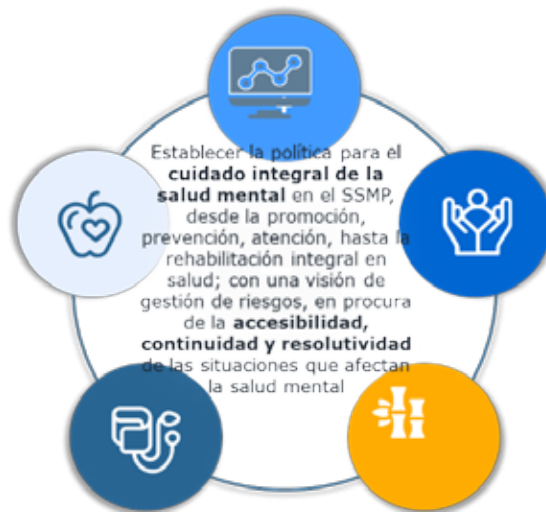 Establecer la política para el
cuidado integral de la
salud mental en el SSMP,
desde la promoción,
prevención, atención, hasta la
rehabilitación integral en
salud; con una visión de
gestión de riesgos, en procura
de la accesibilidad,
continuidad y resolutividad
de las situaciones que afectan
la salud mental